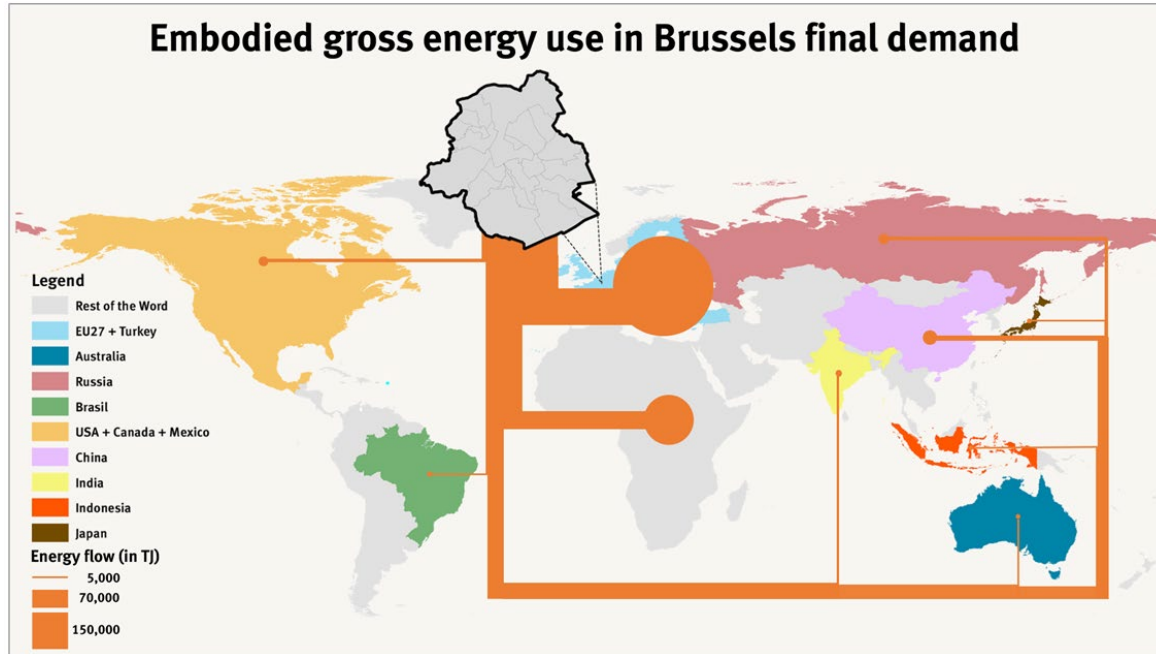 Embodied gross energy use in Brussels final demand
Legend
Rest of the Word
EU27 + Turkey
Australia
Russia
Brasil
USA + Canada + Mexico
China
India
Indonesia
Japan
Energy flow (in TJ)
5,000
70,000
150,000